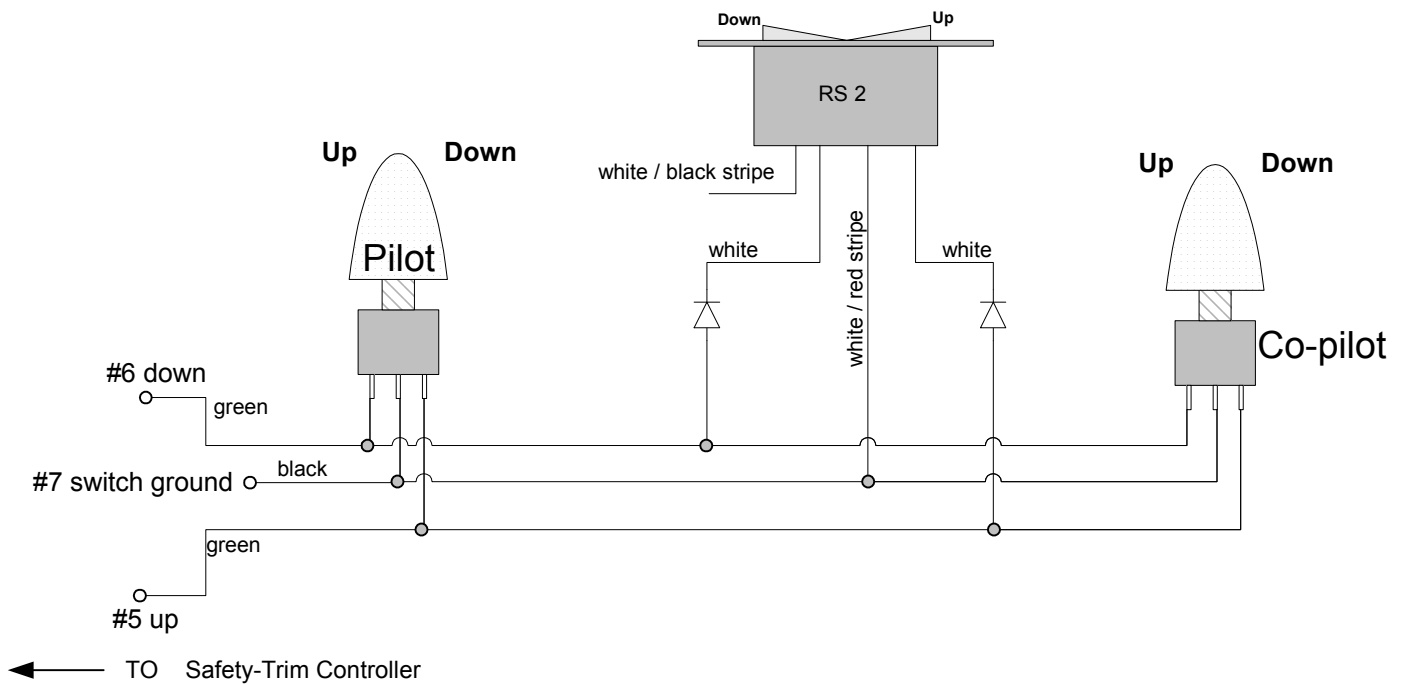 Down
Up
RS 2
Up
Down
white / black stripe
Up
Down
white
white / red stripe
white
Pilot
Co-pilot
#6 down
green
black
#7 switch ground
green
#5 up
TO Safety-Trim Controller